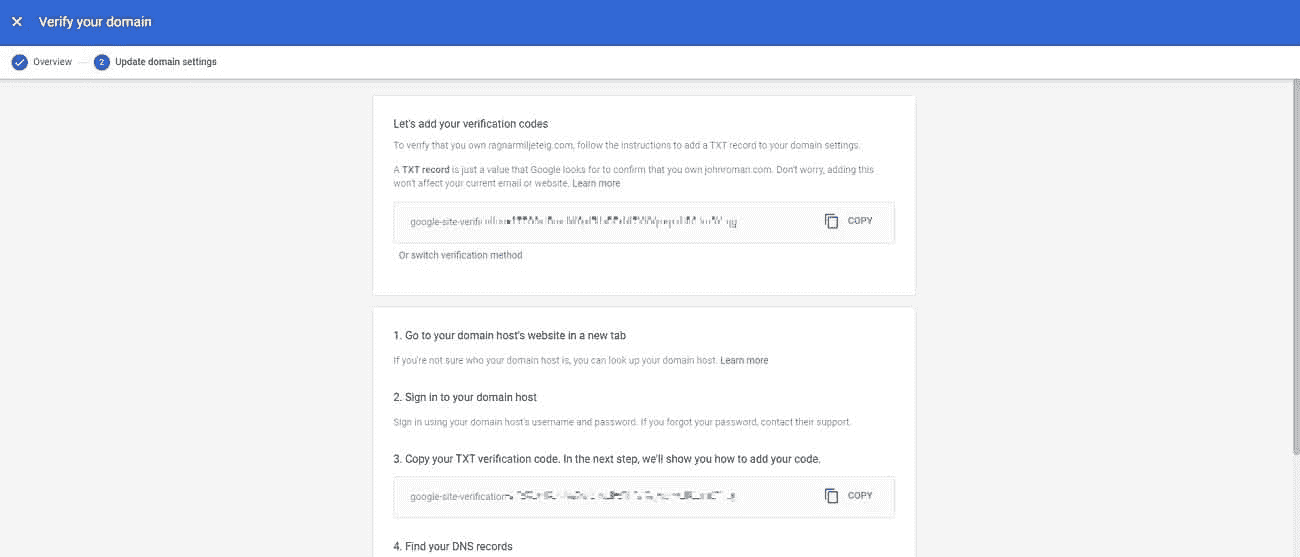 Verify your domain
Overview
2 Update domain settings
Let's add your verification codes
To verify that you own ragnarmiljeteig.com, follow the instructions to add a TXT record to your domain settings.
A TXT record is just a value that Google looks for to confirm that you own johnroman.com. Don't worry, adding this
won't affect your current email or website. Learn more
google-site-verific
COPY
Or switch verification method
1. Go to your domain host's website in a new tab
If you're not sure who your domain host is, you can look up your domain host. Learn more
2. Sign in to your domain host
Sign in using your domain host's username and password. If you forgot your password, contact their support.
3. Copy your TXT verification code. In the next step, we'll show you how to add your code.
google-site-verification
COPY
4. Find your DNS records